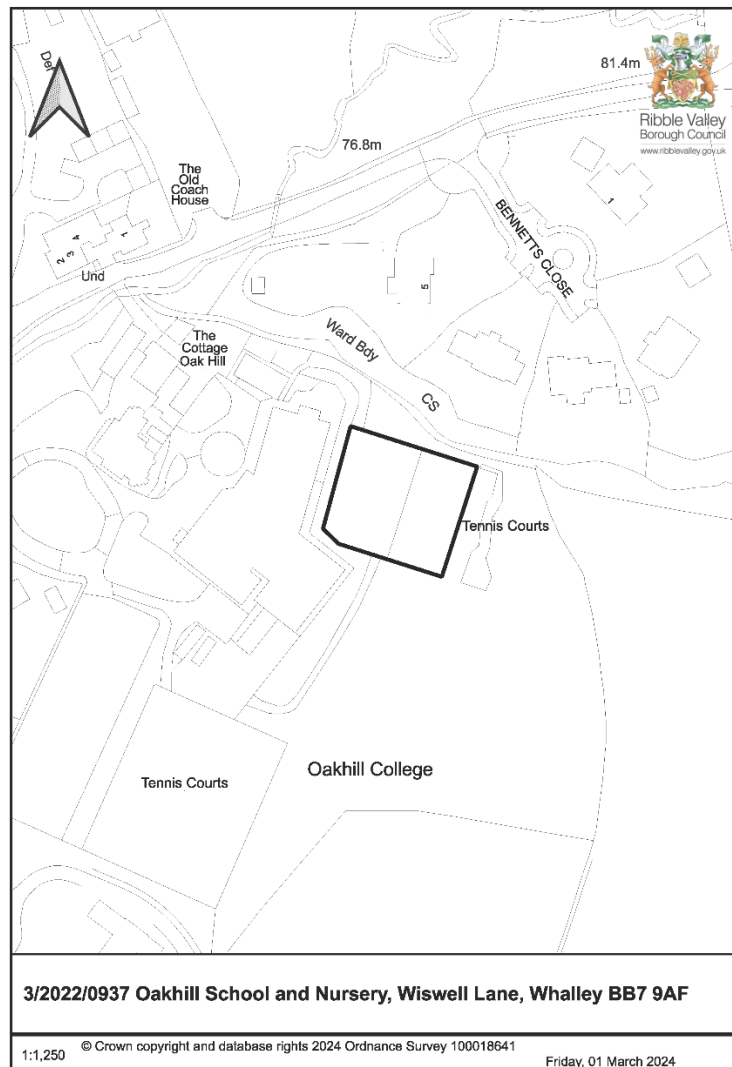 Def
81.4m
Ribble Valley
Borough Council
www.ribblevalley.gov.uk
76.8m
The
Old
Coach
House
1
BENNETTS CLOSE
4
3
2
1
Und
5
The
Cottage
Oak Hill
Ward Bdy
CS
Tennis Courts
Oakhill College
Tennis Courts
3/2022/0937 Oakhill School and Nursery, Wiswell Lane, Whalley BB7 9AF
1:1,250
© Crown copyright and database rights 2024 Ordnance Survey 100018641
Friday, 01 March 2024